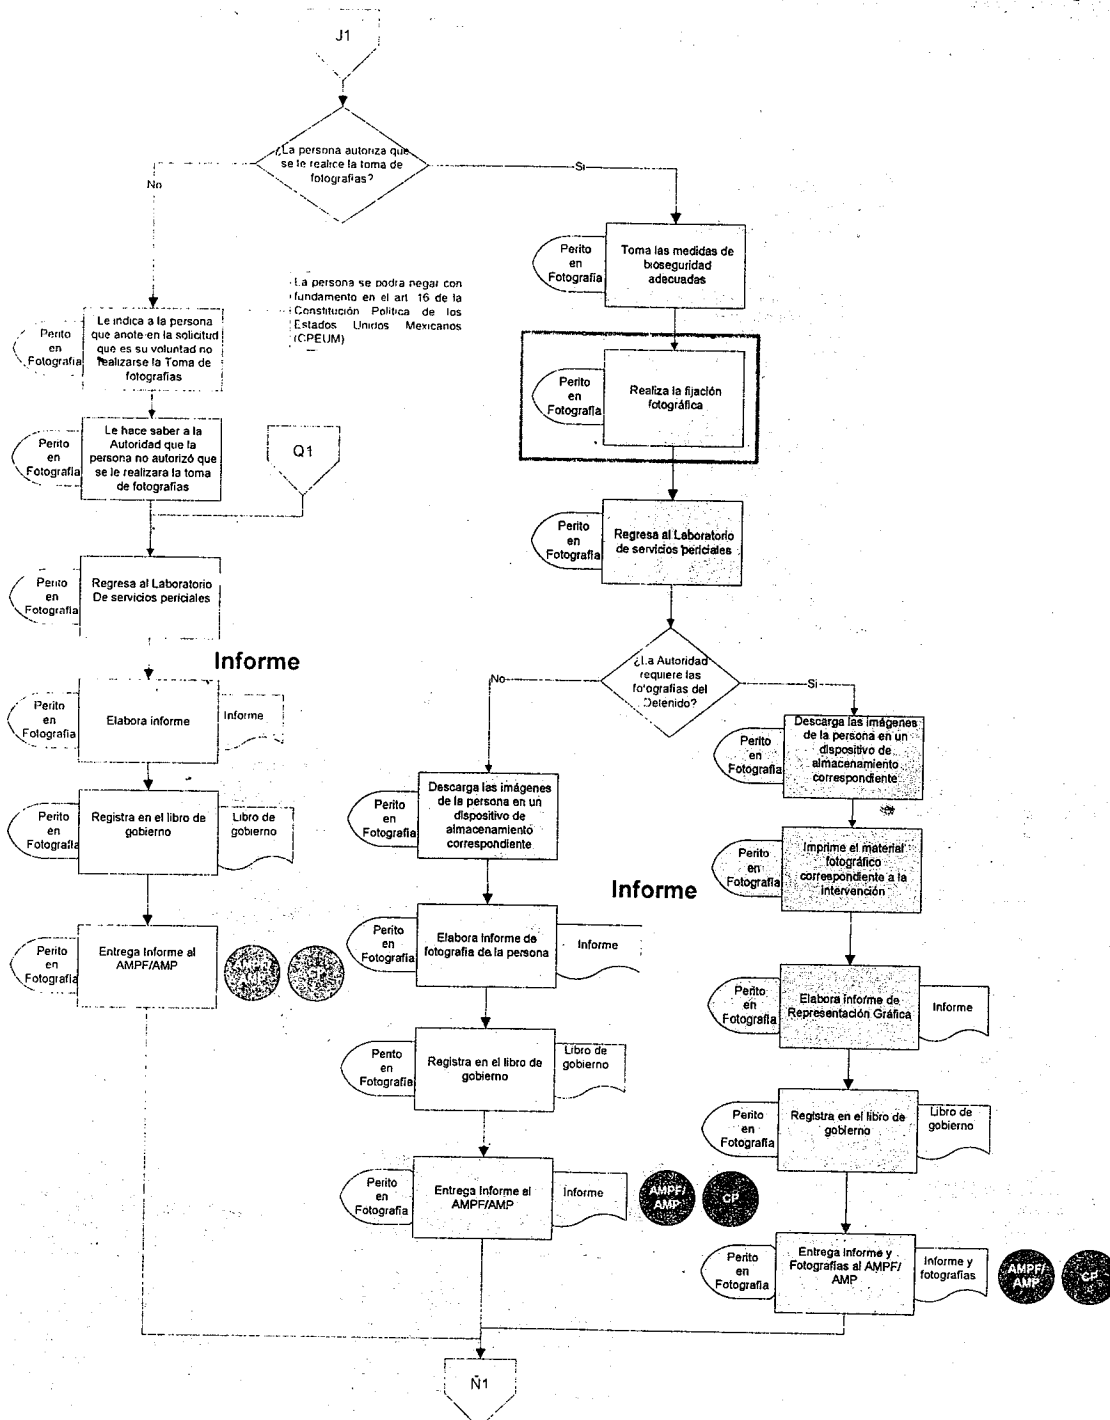 J1
¿La persona autoriza que
se le realice la toma de
fotografías?
No
Si
Perito
en
Fotografía
Toma las medidas de
bioseguridad
adecuadas
La persona se podra negar con
fundamento en el art 16 de la
Constitución Politica de los
Estados Unidos Mexicanos
(CPEUM)
Perito
en
Fotografia
Le indica a la persona
que anote en la solicitud
que es su voluntad no
realizarse la Toma de
fotografías
Perito
en
Fotografía
Realiza la fijación
fotográfica
Perito
en
Fotografía
Le hace saber a la
Autoridad que la
persona no autorizó que
se le realizara la toma
de fotografías
Q1
Perito
en
Fotografía
Regresa al Laboratorio
de servicios periciales
Perito
en
Fotografía
Regresa al Laboratorio
De servicios periciales
Informe
¿La Autoridad
requiere las
fotografías del
Detenido?
No
Si
Perito
en
Fotografía
Elabora informe
Informe
Perito
en
Fotografía
Descarga las imágenes
de la persona en un
dispositivo de
almacenamiento
correspondiente
Perito
en
Fotografía
Registra en el libro de
gobierno
Libro de
gobierno
Perito
en
Fotografía
Descarga las imágenes
de la persona en un
dispositivo de
almacenamiento
correspondiente
Perito
en
Fotografía
Imprime el material
fotográfico
correspondiente a la
intervención
Informe
Perito
en
Fotografía
Entrega Informe al
AMPF/AMP
CP
Perito
en
Fotografía
Elabora Informe de
fotografía de la persona
Informe
Perito
en
Fotografía
Elabora informe de
Representación Gráfica
Informe
Perito
en
Fotografía
Registra en el libro de
gobierno
Libro de
gobierno
Perito
en
Fotografía
Registra en el libro de
gobierno
Libro de
gobierno
Perito
en
Fotografía
Entrega Informe al
AMPF/AMP
Informe
AMPF/
AMP
CP
Perito
en
Fotografía
Entrega Informe y
Fotografías al AMPF/
AMP
Informe y
fotografías
AMPF/
AMP
CP
Ñ1